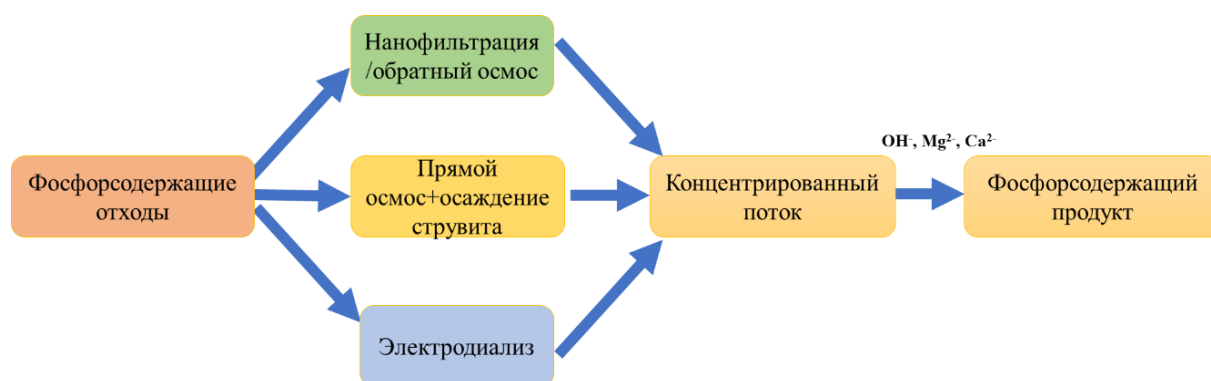 Нанофильтрация
/обратный осмос
OH⁻, Mg²⁻, Ca²⁻
Фосфорсодержащие
отходы
Прямой
осмос+осаждение
струвита
Концентрированный
поток
Фосфорсодержащий
продукт
Электродиализ